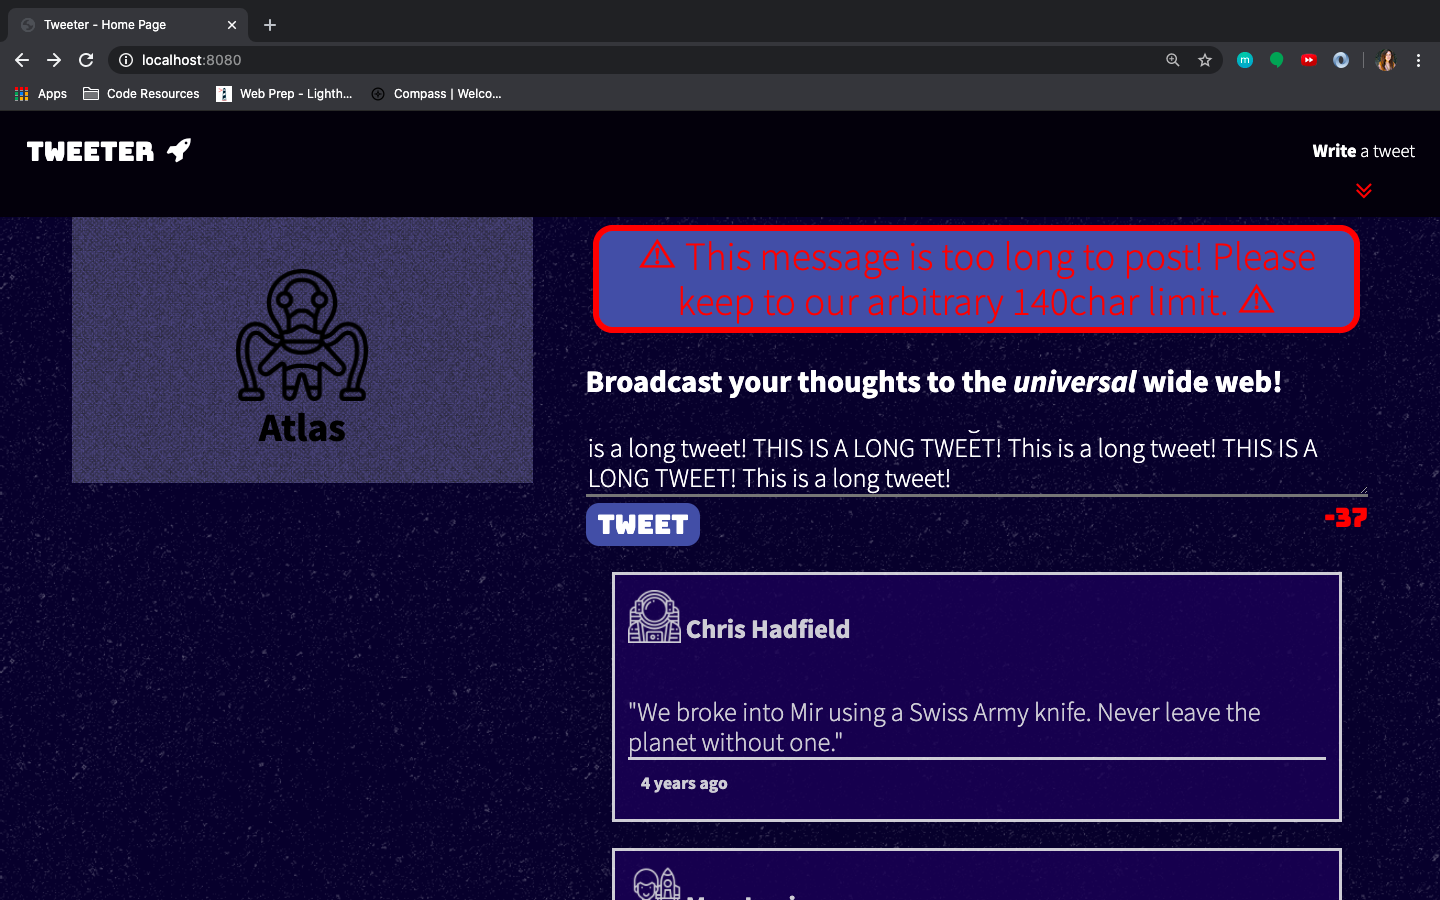 Tweeter - Home Page
localhost:8080
Apps
Code Resources
Web Prep - Lighth...
Compass | Welco...
TWEETER
Write a tweet
⚠ This message is too long to post! Please
keep to our arbitrary 140char limit. ⚠
Atlas
Broadcast your thoughts to the universal wide web!
is a long tweet! THIS IS A LONG TWEET! This is a long tweet! THIS IS A
LONG TWEET! This is a long tweet!
TWEET
-37
Chris Hadfield
"We broke into Mir using a Swiss Army knife. Never leave the
planet without one."
4 years ago